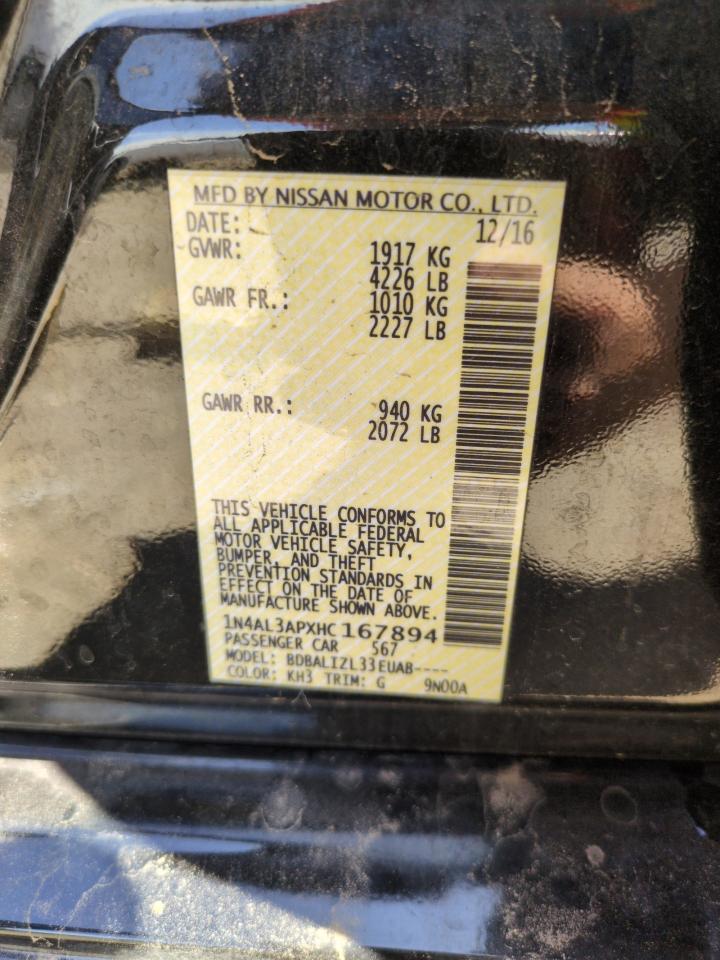 MFD BY NISSAN MOTOR CO., LTD.
DATE: 12/16
GVWR: 1917 KG
4226 LB
GAWR FR.: 1010 KG
2227 LB
GAWR RR.: 940 KG
2072 LB
THIS VEHICLE CONFORMS TO
ALL APPLICABLE FEDERAL
MOTOR VEHICLE SAFETY,
BUMPER, AND THEFT
PREVENTION STANDARDS IN
EFFECT ON THE DATE OF
MANUFACTURE SHOWN ABOVE.
1N4AL3APXHC167894
PASSENGER CAR 567
MODEL: BDBALIZL33EUAB----
COLOR: KH3 TRIM: G 9N00A